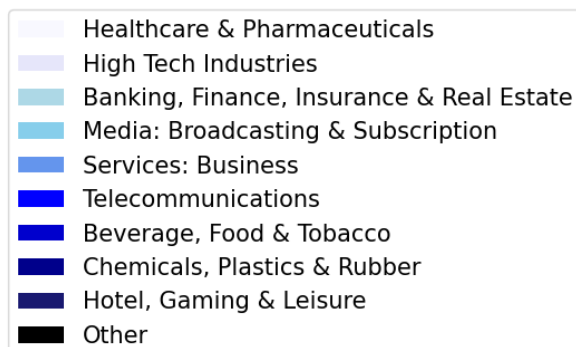 Healthcare & Pharmaceuticals
High Tech Industries
Banking, Finance, Insurance & Real Estate
Media: Broadcasting & Subscription
Services: Business
Telecommunications
Beverage, Food & Tobacco
Chemicals, Plastics & Rubber
Hotel, Gaming & Leisure
Other